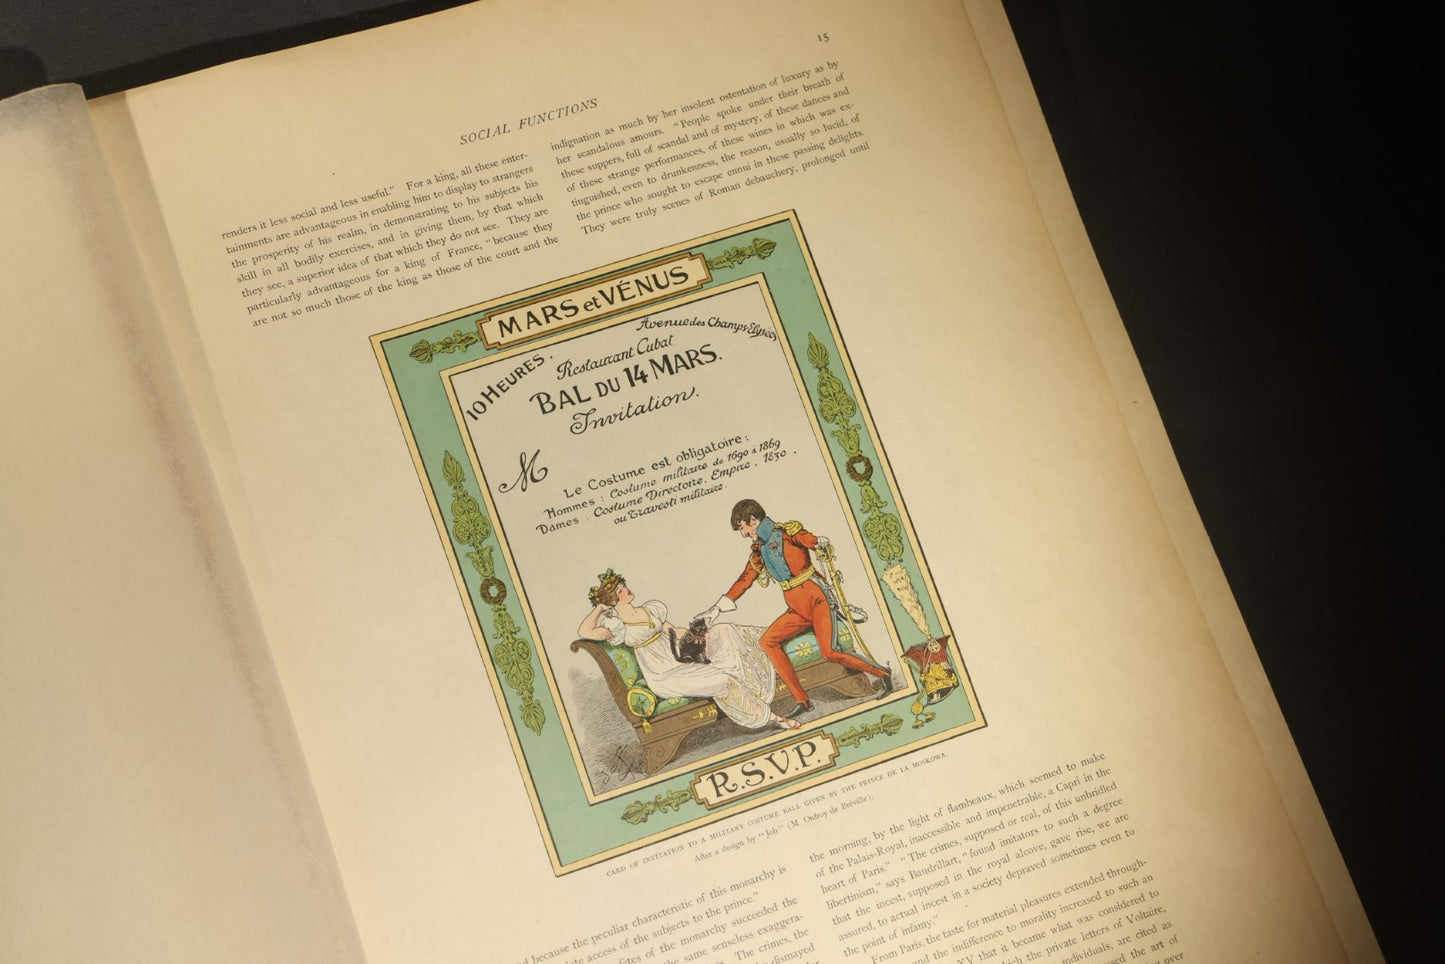 15
SOCIAL FUNCTIONS
renders it less social and less useful." For a king, all these enter-
tainments are advantageous in enabling him to display to strangers
the prosperity of his realm, in demonstrating to his subjects his
skill in all bodily exercises, and in giving them, by that which
they see, a superior idea of that which they do not see. They are
particularly advantageous for a king of France, "because they
are not so much those of the king as those of the court and the
indignation as much by her insolent ostentation of luxury as by
her scandalous amours. "People spoke under their breath of
these suppers, full of scandal and of mystery, of these dances and
of these strange performances, of these wines in which was ex-
tinguished, even to drunkenness, the reason, usually so lucid, of
the prince who sought to escape ennui in these passing delights.
They were truly scenes of Roman debauchery, prolonged until
MARS et VÉNUS
Avenue des Champs-Elysées
10 HEURES.
Restaurant Cubat
BAL DU 14 MARS.
Invitation.
M
Le Costume est obligatoire:
Hommes: Costume militaire de 1690 à 1869
Dames: Costume Directoire, Empire, 1830,
ou Travesti militaire.
R.S.V.P.
CARD OF INVITATION TO A MILITARY COSTUME BALL GIVEN BY THE PRINCE DE LA MOSKOWA.
After a design by "Job" (M. Onfroy de Bréville).
because the peculiar characteristic of this monarchy is
access of the subjects to the prince."
of the monarchy succeeded the
the same senseless exaggera-
The crimes, the
dismayed
the morning, by the light of flambeaux, which seemed to make
of the Palais-Royal, inaccessible and impenetrable, a Capri in the
heart of Paris." "The crimes, supposed or real, of this unbridled
libertinism," says Baudrillart, "found imitators to such a degree
that the incest, supposed in the royal alcove, gave rise, we are
assured, to actual incest in a society depraved sometimes even to
the point of infamy."
From Paris, the taste for material pleasures extended through-
and the indifference to morality increased to such an
XV that it became what was considered to
which the private letters of Voltaire,
individuals, are cited as
used the art of
over